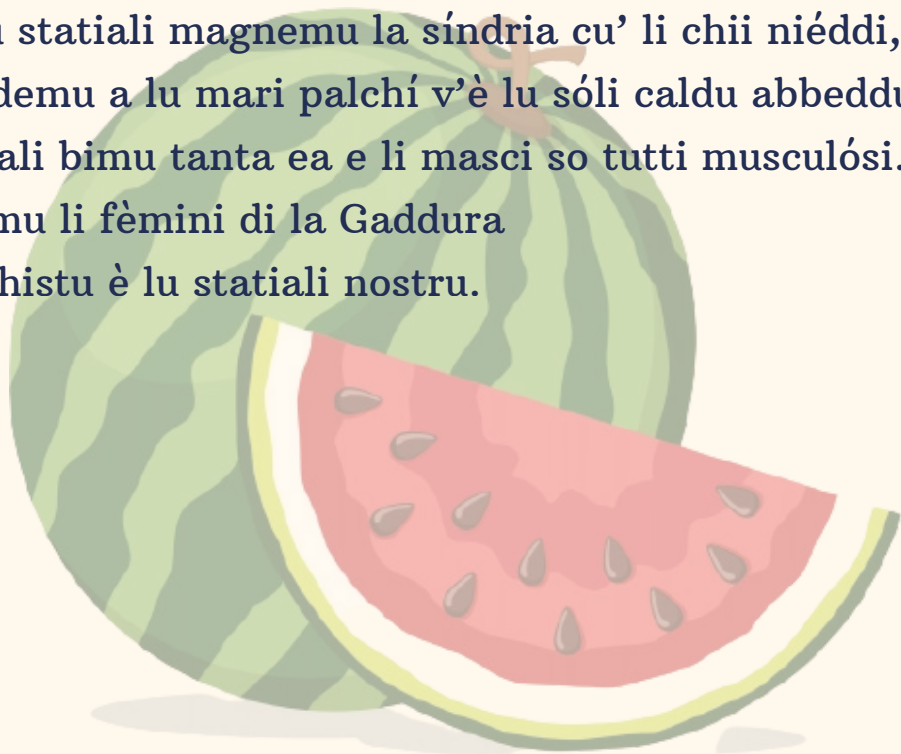 statiali magnemu la síndria cu’ li chii niéddi,
demu a lu mari palchí v’è lu sóli caldu abbeddu
ali bimu tanta ea e li masci so tutti musculósi.
mu li fèmini di la Gaddura
histu è lu statiali nostru.